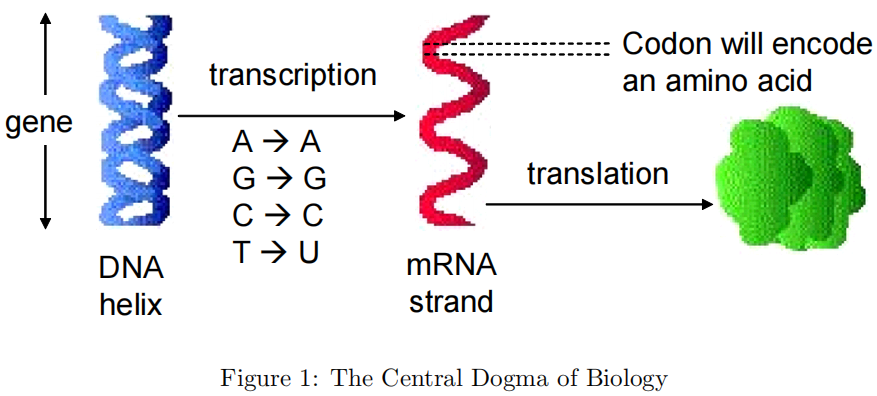 gene
DNA
helix
transcription
A → A
G → G
C → C
T → U
mRNA
strand
Codon will encode
an amino acid
translation
Figure 1: The Central Dogma of Biology